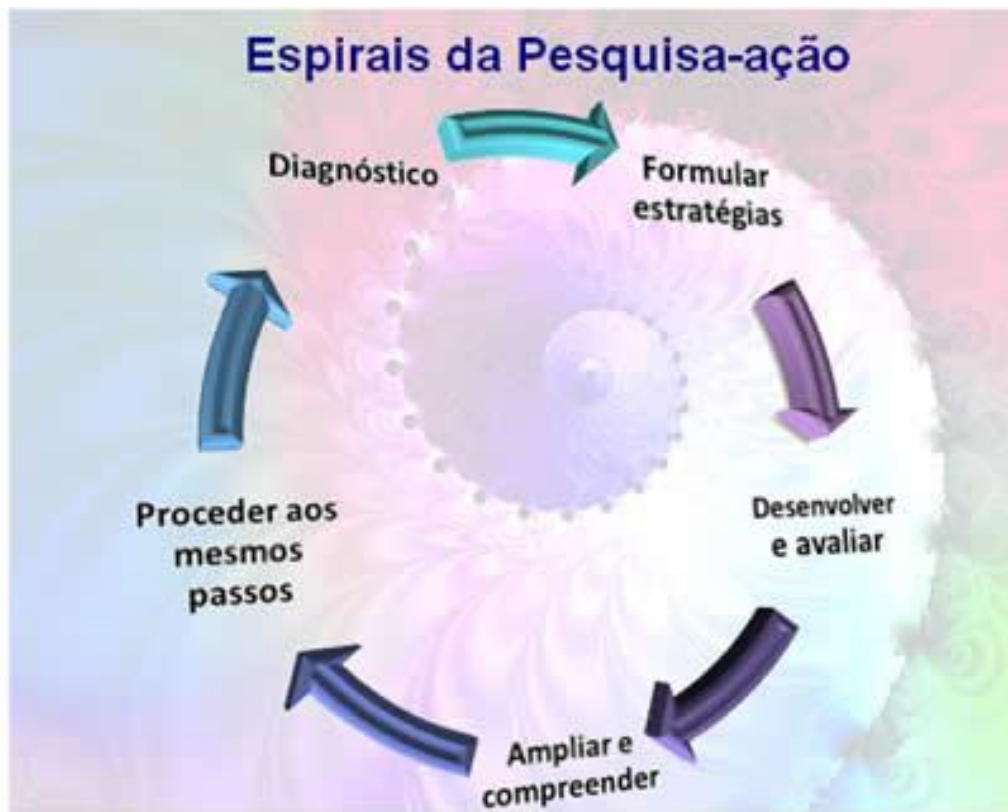 Espirais da Pesquisa-ação
Diagnóstico
Formular
estratégias
Desenvolver
e avaliar
Ampliar e
compreender
Proceder aos
mesmos
passos